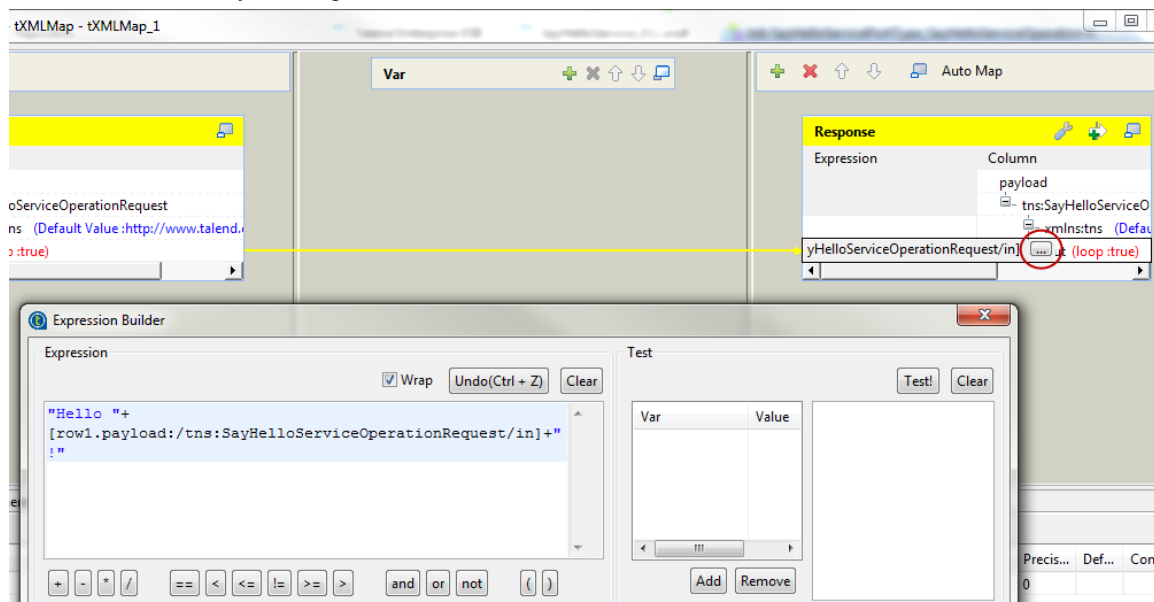 tXMLMap - tXMLMap_1
Var
Auto Map
Response
Expression Column
payload
oServiceOperationRequest
tns:SayHelloServiceO
ns (Default Value :http://www.talend.
xmlns:tns (Defau
:true)
yHelloServiceOperationRequest/in] ... (loop :true)
Expression Builder
Expression
Test
Wrap Undo(Ctrl + Z) Clear
Test! Clear
"Hello "+
[row1.payload:/tns:SayHelloServiceOperationRequest/in]+"
!"
Var Value
Precis... Def... Con
+ - * / == < <= != >= > and or not ( )
Add Remove
0